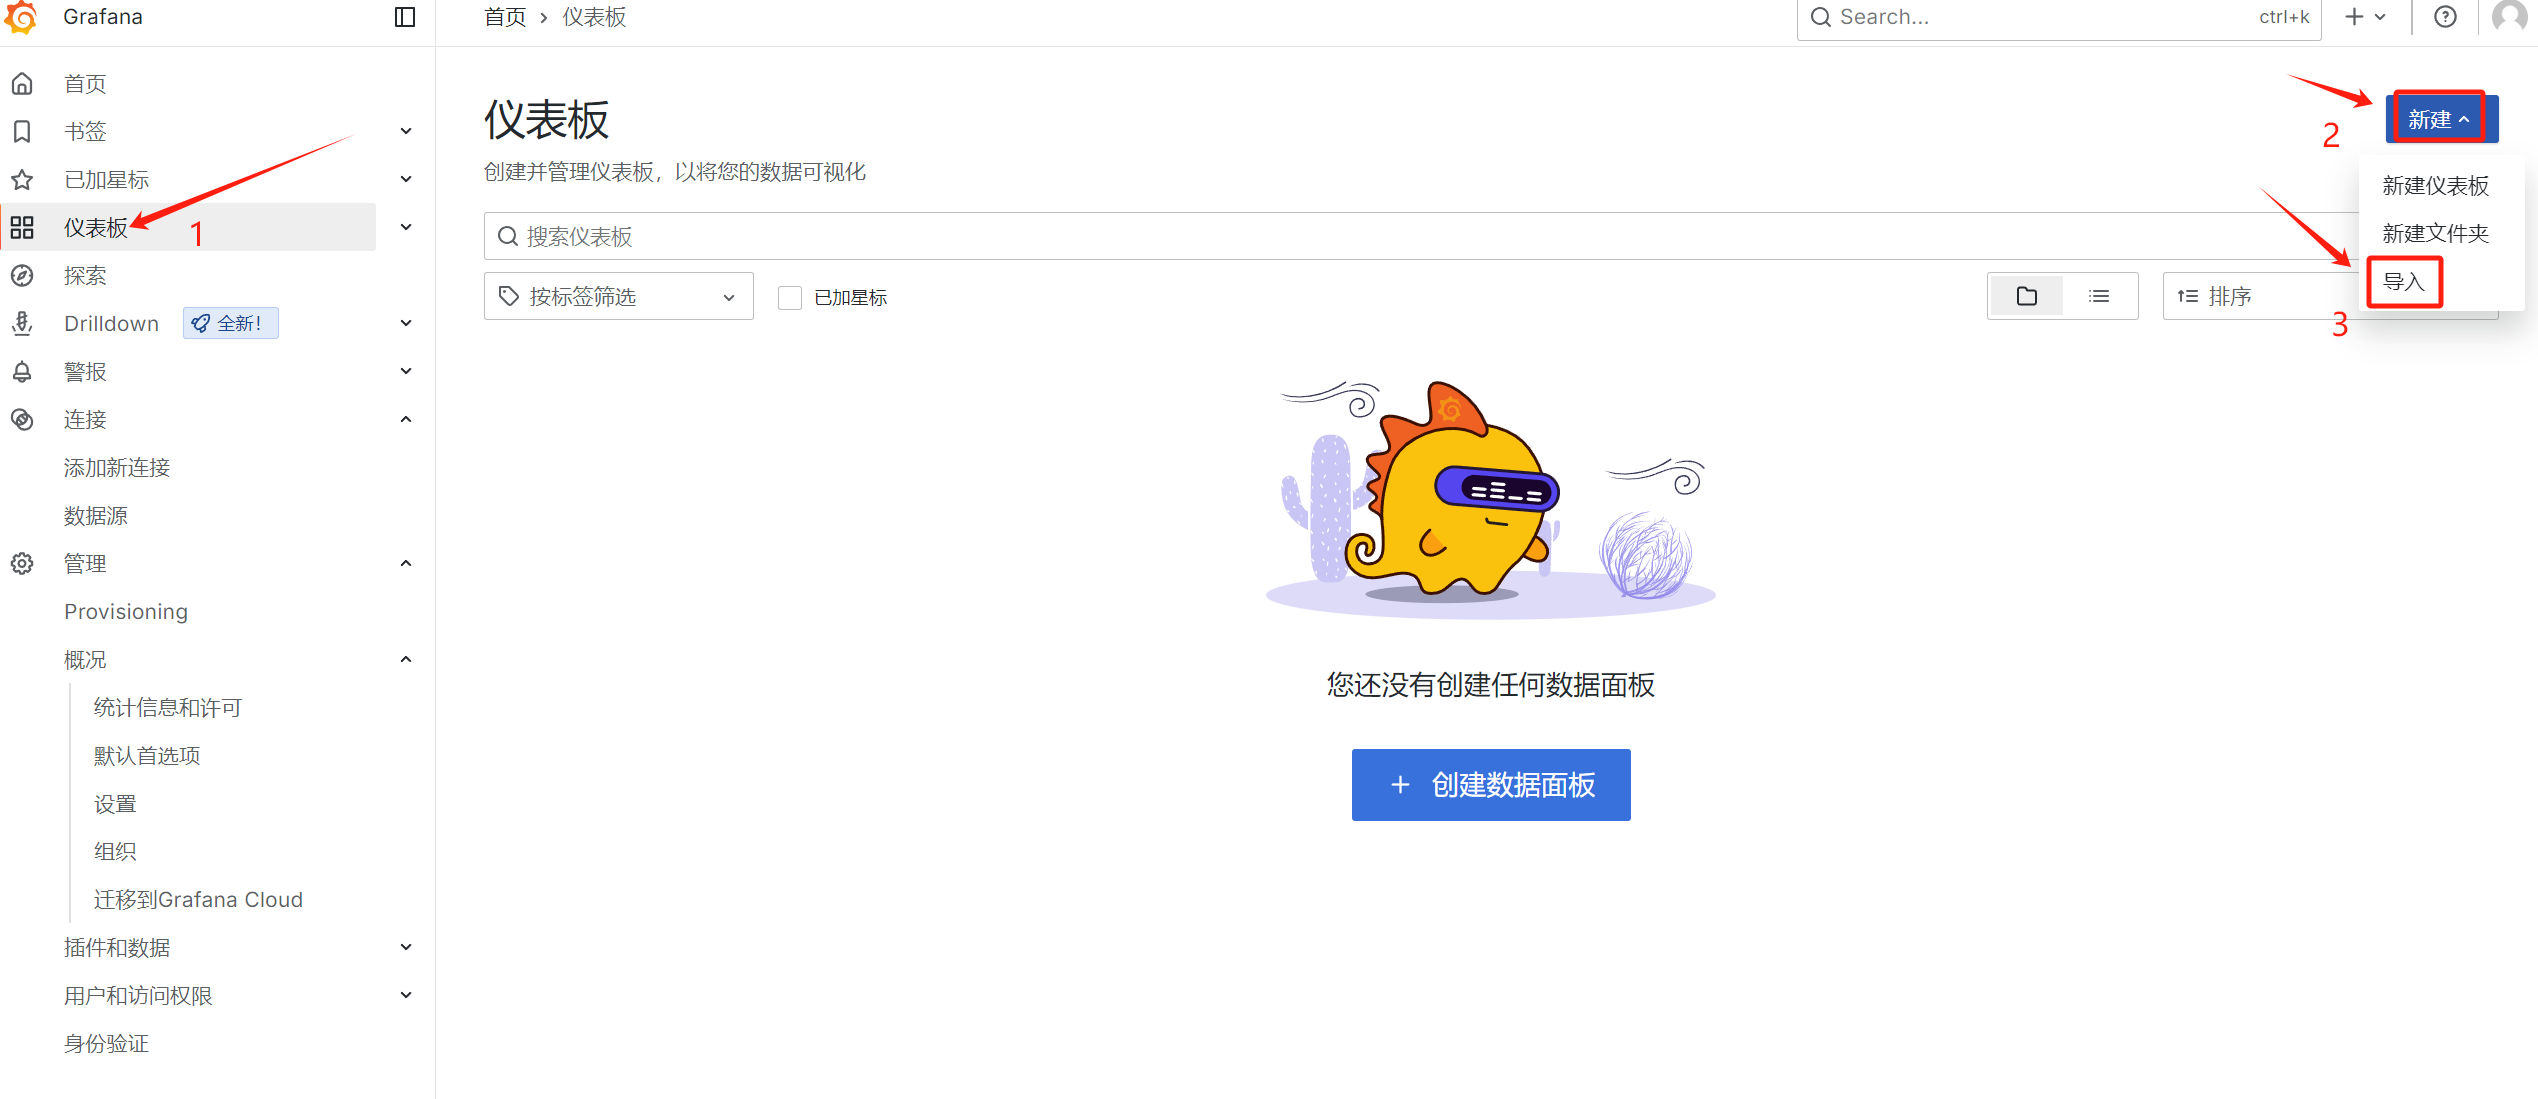 Grafana
首页 › 仪表板
Search...
ctrl+k
首页
书签
已加星标
仪表板
1
探索
Drilldown
全新！
警报
连接
添加新连接
数据源
管理
Provisioning
概况
统计信息和许可
默认首选项
设置
组织
迁移到Grafana Cloud
插件和数据
用户和访问权限
身份验证
仪表板
创建并管理仪表板，以将您的数据可视化
2
新建
新建仪表板
新建文件夹
导入
3
搜索仪表板
按标签筛选
已加星标
排序
您还没有创建任何数据面板
+ 创建数据面板